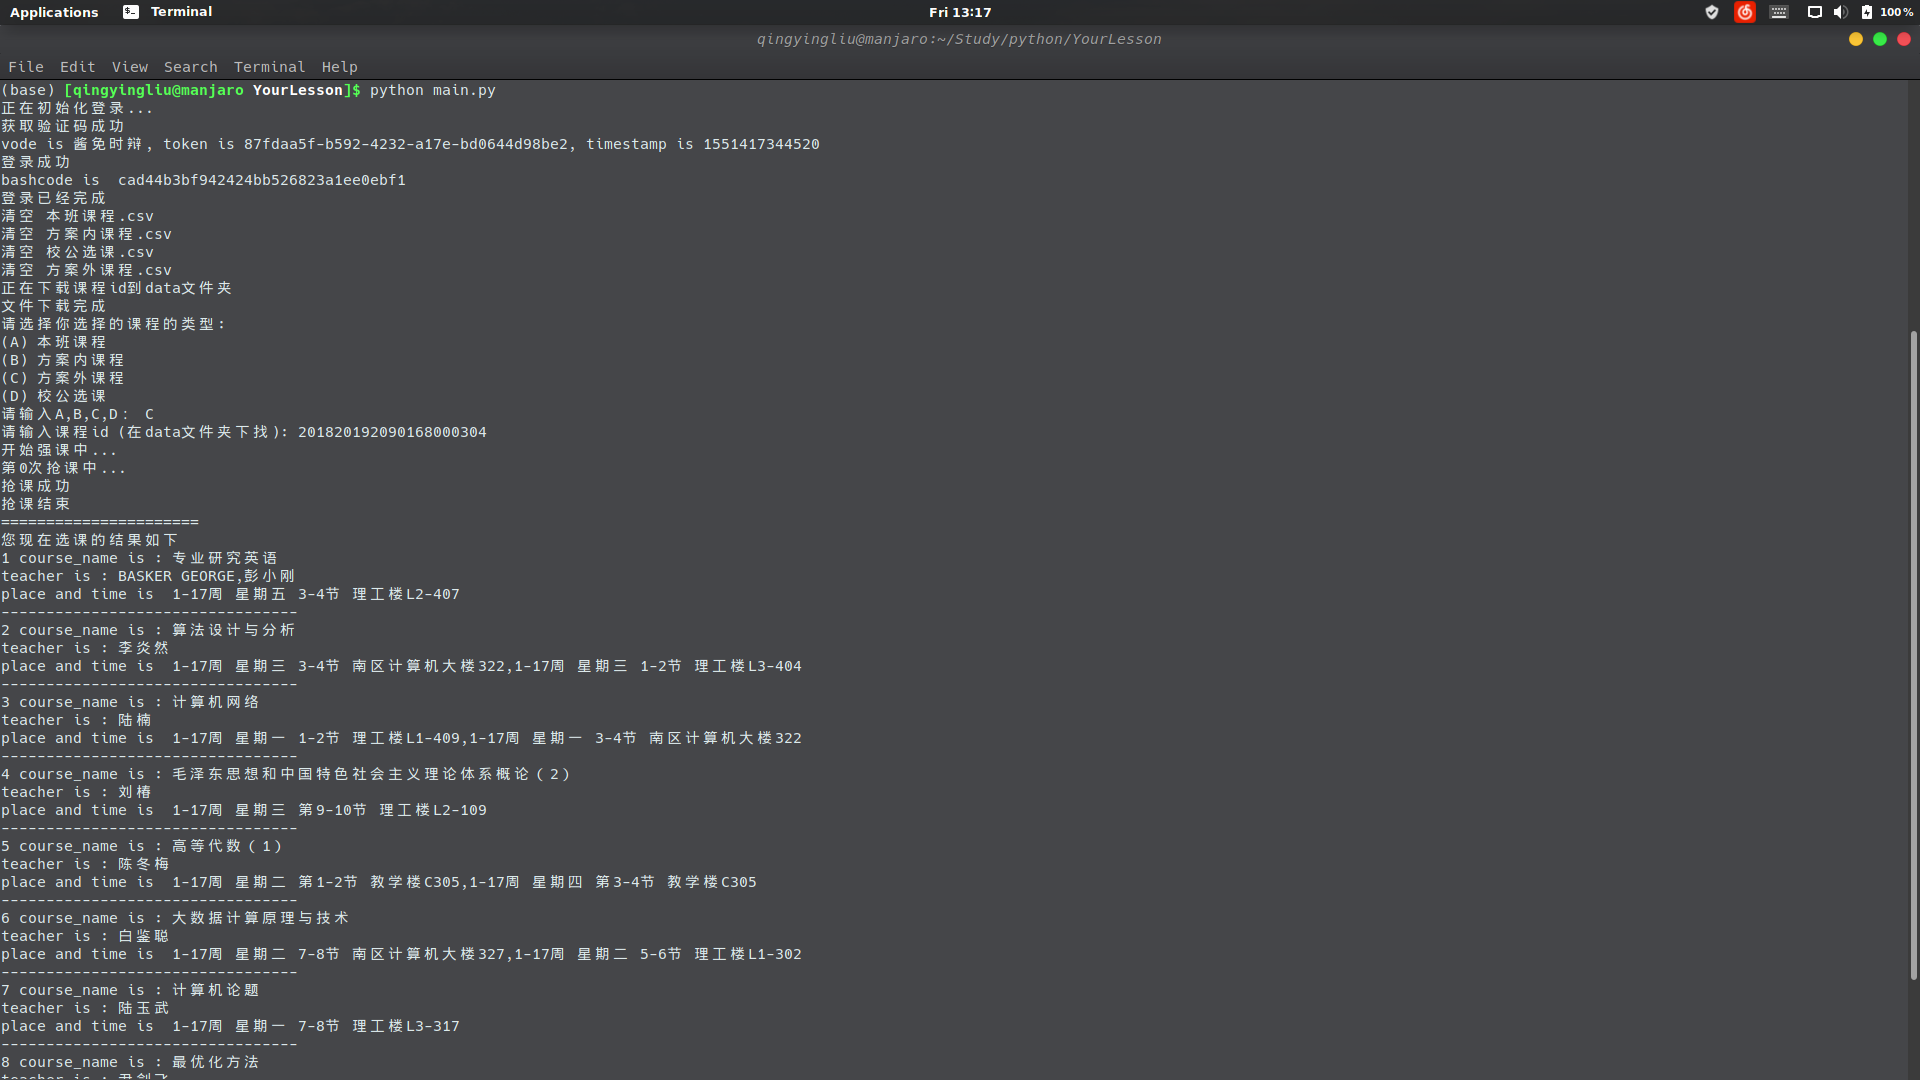 Applications Terminal Fri 13:17 100 %
qingyingliu@manjaro:~/Study/python/YourLesson
File Edit View Search Terminal Help
(base) [qingyingliu@manjaro YourLesson]$ python main.py
正在初始化登录...
获取验证码成功
vode is 酱免时辩, token is 87fdaa5f-b592-4232-a17e-bd0644d98be2, timestamp is 1551417344520
登录成功
bashcode is  cad44b3bf942424bb526823a1ee0ebf1
登录已经完成
清空 本班课程.csv
清空 方案内课程.csv
清空 校公选课.csv
清空 方案外课程.csv
正在下载课程id到data文件夹
文件下载完成
请选择你选择的课程的类型:
(A) 本班课程
(B) 方案内课程
(C) 方案外课程
(D) 校公选课
请输入A,B,C,D: C
请输入课程id (在data文件夹下找): 201820192090168000304
开始强课中...
第0次抢课中...
抢课成功
抢课结束
======================
您现在选课的结果如下
1 course_name is : 专业研究英语
teacher is : BASKER GEORGE,彭小刚
place and time is  1-17周 星期五 3-4节 理工楼L2-407
---------------------------------
2 course_name is : 算法设计与分析
teacher is : 李炎然
place and time is  1-17周 星期三 3-4节 南区计算机大楼322,1-17周 星期三 1-2节 理工楼L3-404
---------------------------------
3 course_name is : 计算机网络
teacher is : 陆楠
place and time is  1-17周 星期一 1-2节 理工楼L1-409,1-17周 星期一 3-4节 南区计算机大楼322
---------------------------------
4 course_name is : 毛泽东思想和中国特色社会主义理论体系概论（2）
teacher is : 刘椿
place and time is  1-17周 星期三 第9-10节 理工楼L2-109
---------------------------------
5 course_name is : 高等代数（1）
teacher is : 陈冬梅
place and time is  1-17周 星期二 第1-2节 教学楼C305,1-17周 星期四 第3-4节 教学楼C305
---------------------------------
6 course_name is : 大数据计算原理与技术
teacher is : 白鉴聪
place and time is  1-17周 星期二 7-8节 南区计算机大楼327,1-17周 星期二 5-6节 理工楼L1-302
---------------------------------
7 course_name is : 计算机论题
teacher is : 陆玉武
place and time is  1-17周 星期一 7-8节 理工楼L3-317
---------------------------------
8 course_name is : 最优化方法
teacher is :